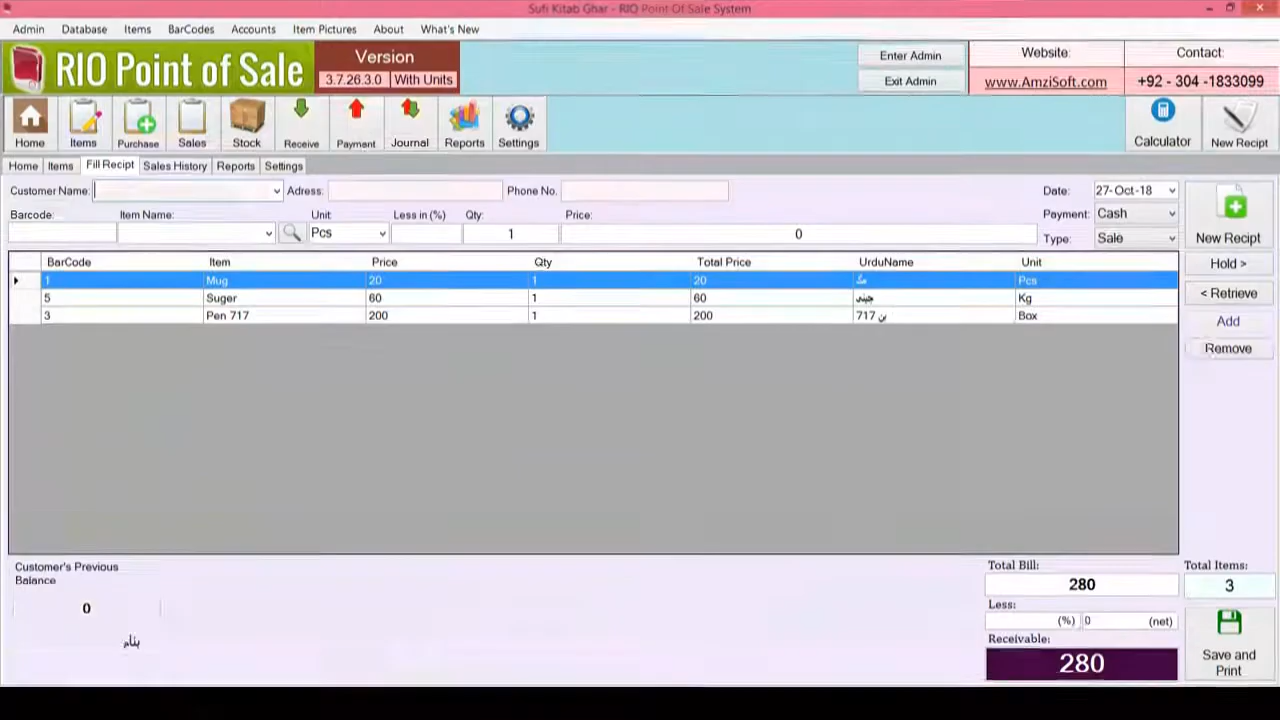 Sufi Kitab Ghar - RIO Point Of Sale System
Admin Database Items BarCodes Accounts Item Pictures About What's New
RIO Point of Sale
Version
3.7.26.3.0 With Units
Enter Admin
Exit Admin
Website:
www.AmziSoft.com
Contact:
+92 - 304 -1833099
Home Items Purchase Sales Stock Receive Payment Journal Reports Settings
Calculator New Recipt
Home Items Fill Recipt Sales History Reports Settings
Customer Name: Adress: Phone No. Date: 27-Oct-18
Barcode: Item Name: Unit Less in (%) Qty: Price: Payment: Cash
Pcs 1 0 Type: Sale
New Recipt
Hold >
< Retrieve
Add
Remove
BarCode Item Price Qty Total Price UrduName Unit
1 Mug 20 1 20 مگ Pcs
5 Suger 60 1 60 چینی Kg
3 Pen 717 200 1 200 پن 717 Box
Customer's Previous
Balance
0
بنام
Total Bill:
280
Total Items:
3
Less:
(%) 0 (net)
Receivable:
280
Save and
Print